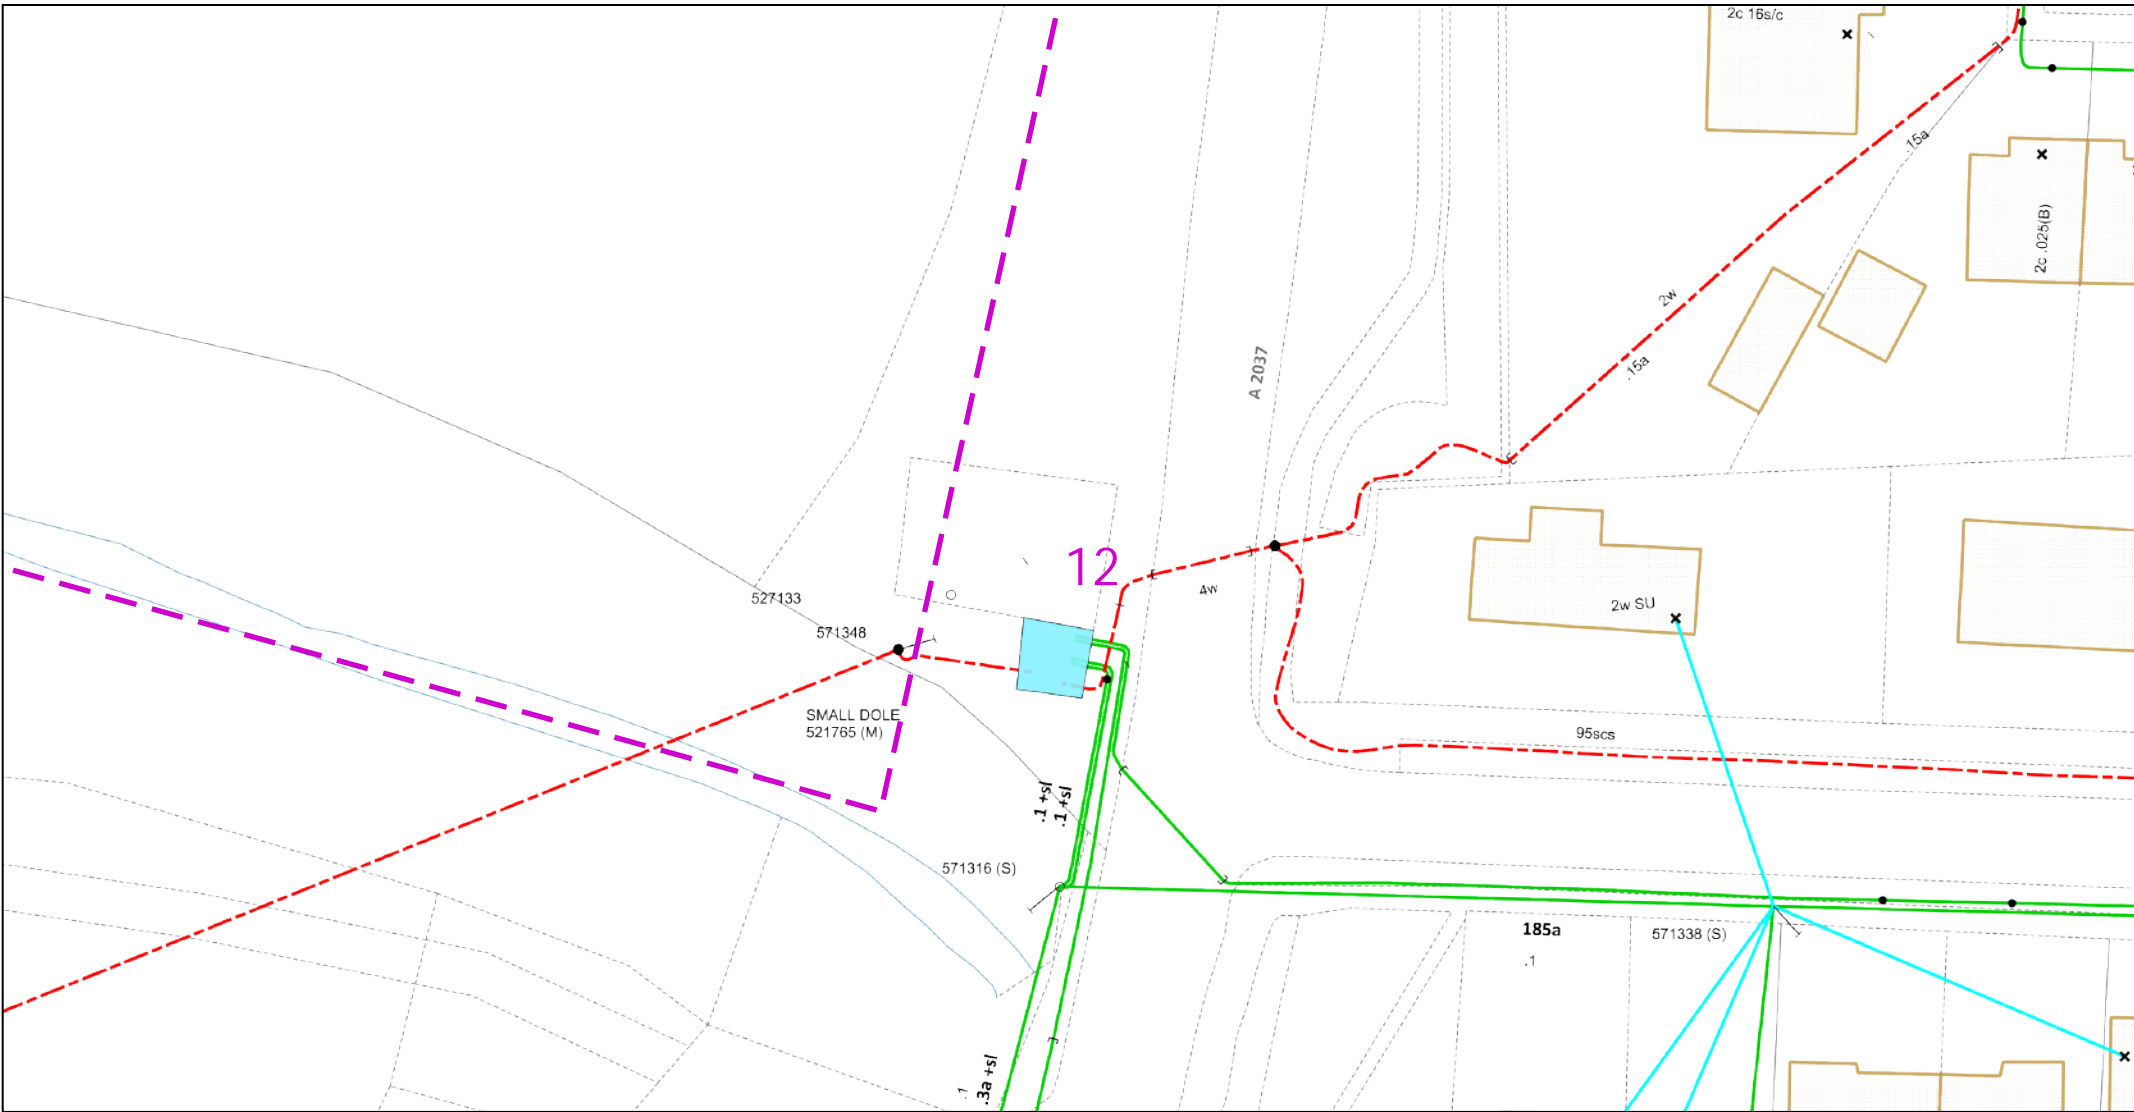 2c 16s/c
.15a
2c .025(B)
2w
.15a
A 2037
12
4w
527133
2w SU
571348
SMALL DOLE
521765 (M)
95scs
.1 +sl
.1 +sl
571316 (S)
185a
571338 (S)
.1
.1
.3a +sl